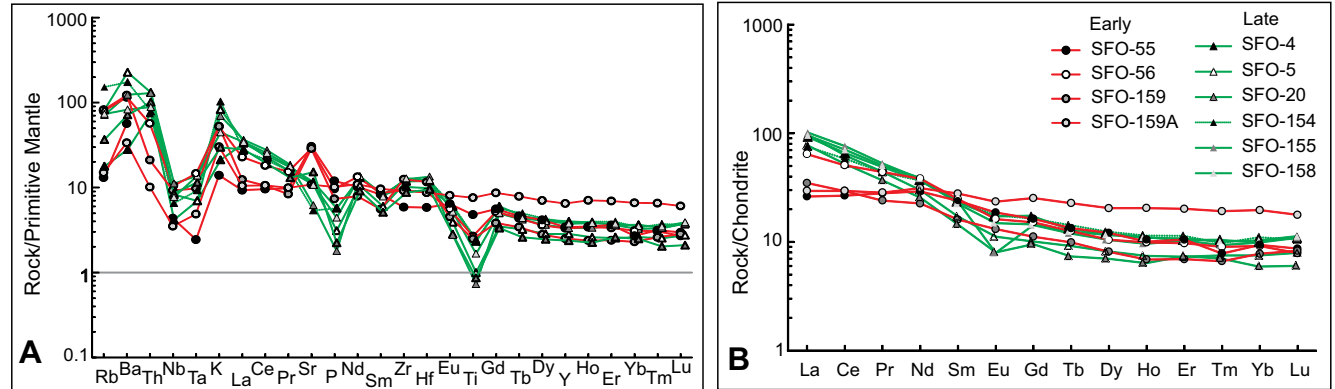 Rock/Primitive Mantle
1000
100
10
1
0.1
A
Rb Ba Th Nb Ta K La Ce Pr Sr P Nd Sm Zr Hf Eu Ti Gd Tb Dy Y Ho Er Yb Tm Lu
Rock/Chondrite
1000
100
10
1
B
La Ce Pr Nd Sm Eu Gd Tb Dy Ho Er Tm Yb Lu
Early
SFO-55
SFO-56
SFO-159
SFO-159A
Late
SFO-4
SFO-5
SFO-20
SFO-154
SFO-155
SFO-158